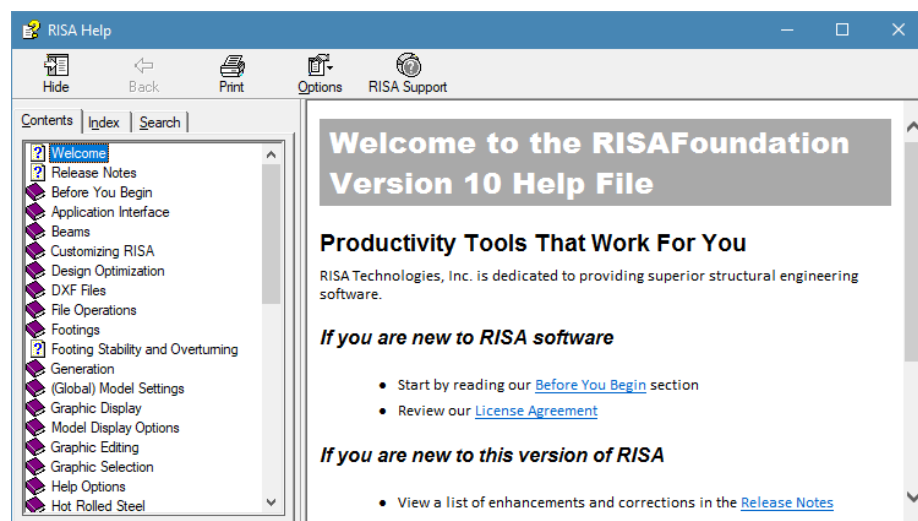 RISA Help
Hide
Back
Print
Options
RISA Support
Contents
Index
Search
Welcome
Release Notes
Before You Begin
Application Interface
Beams
Customizing RISA
Design Optimization
DXF Files
File Operations
Footings
Footing Stability and Overturning
Generation
(Global) Model Settings
Graphic Display
Model Display Options
Graphic Editing
Graphic Selection
Help Options
Hot Rolled Steel
Welcome to the RISAFoundation
Version 10 Help File
Productivity Tools That Work For You
RISA Technologies, Inc. is dedicated to providing superior structural engineering
software.
If you are new to RISA software
• Start by reading our Before You Begin section
• Review our License Agreement
If you are new to this version of RISA
• View a list of enhancements and corrections in the Release Notes